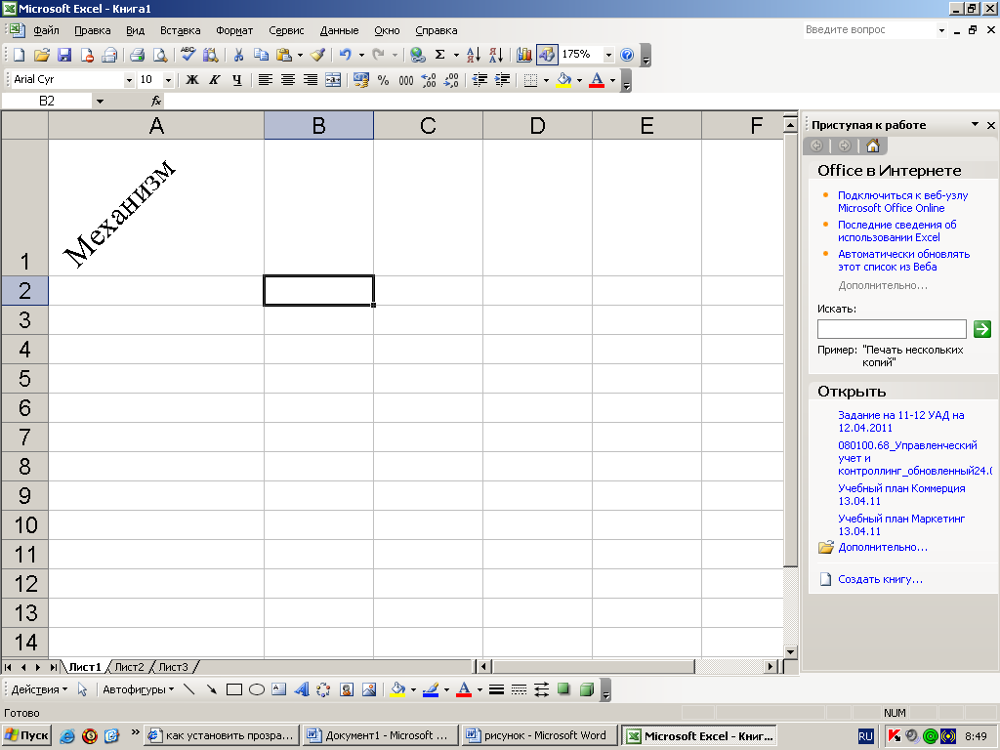 Microsoft Excel - Книга1
Файл Правка Вид Вставка Формат Сервис Данные Окно Справка Введите вопрос
175%
Arial Cyr 10 Ж К Ч % 000
B2 fx
A B C D E F
Механизм
1
2
3
4
5
6
7
8
9
10
11
12
13
14
Лист1 Лист2 Лист3
Приступая к работе
Office в Интернете
Подключиться к веб-узлу
Microsoft Office Online
Последние сведения об
использовании Excel
Автоматически обновлять
этот список из Веба
Дополнительно...
Искать:
Пример: "Печать нескольких
копий"
Открыть
Задание на 11-12 УАД на
12.04.2011
080100.68_Управленческий
учет и
контроллинг_обновленный24.0
Учебный план Коммерция
13.04.11
Учебный план Маркетинг
13.04.11
Дополнительно...
Создать книгу...
Действия Автофигуры
Готово NUM
Пуск » как установить прозра... Документ1 - Microsoft ... рисунок - Microsoft Word Microsoft Excel - Книг... RU 8:49